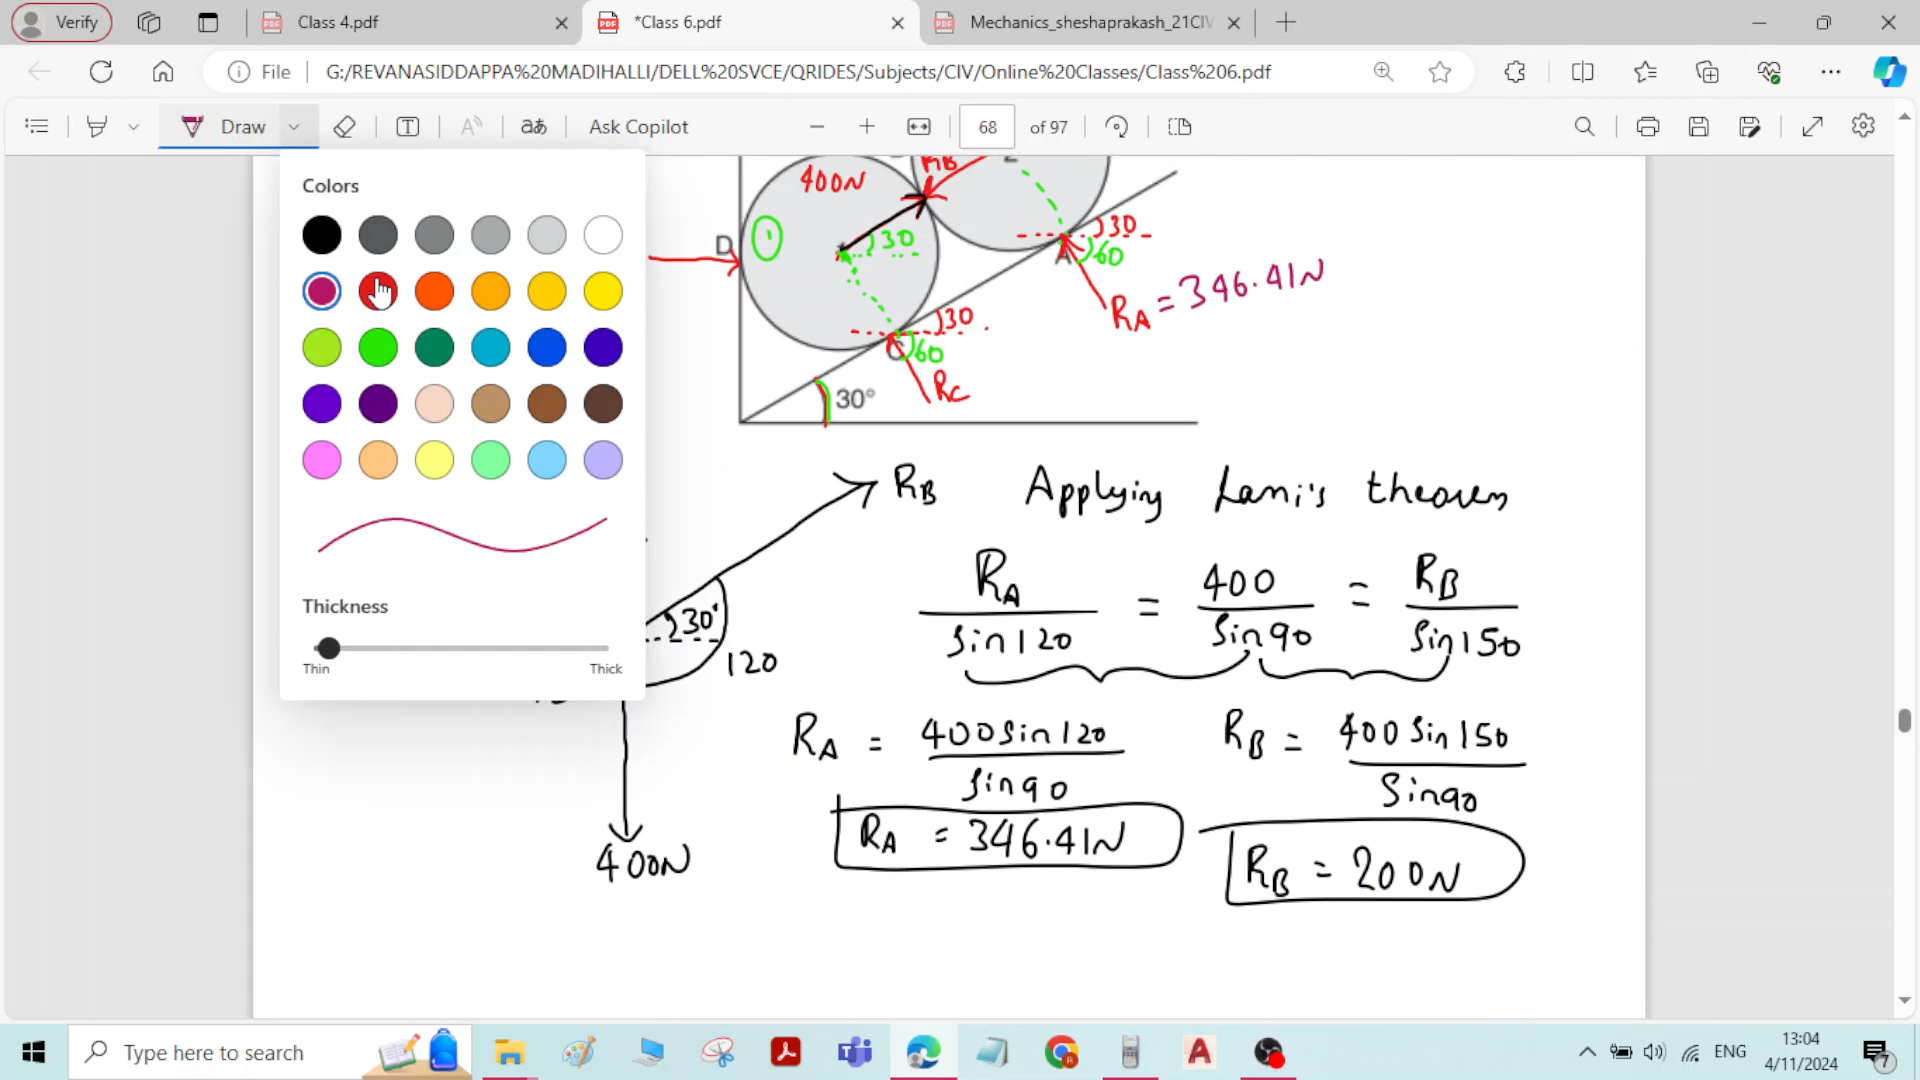 Verify
Class 4.pdf
*Class 6.pdf
Mechanics_sheshaprakash_21CIV
File
G:/REVANASIDDAPPA%20MADIHALLI/DELL%20SVCE/QRIDES/Subjects/CIV/Online%20Classes/Class%206.pdf
Draw
Ask Copilot
68 of 97
Colors
Thickness
Thin Thick
400N
RB
D
1
30
A
30
60
RA = 346.41N
30
C 60
Rc
30°
RB Applying Lami's theorem
RA / sin120 = 400 / sin90 = RB / sin150
30°
120
400N
RA = 400sin120 / sin90
RB = 400 sin150 / sin90
RA = 346.41N
RB = 200N
Type here to search
ENG
13:04
4/11/2024
7